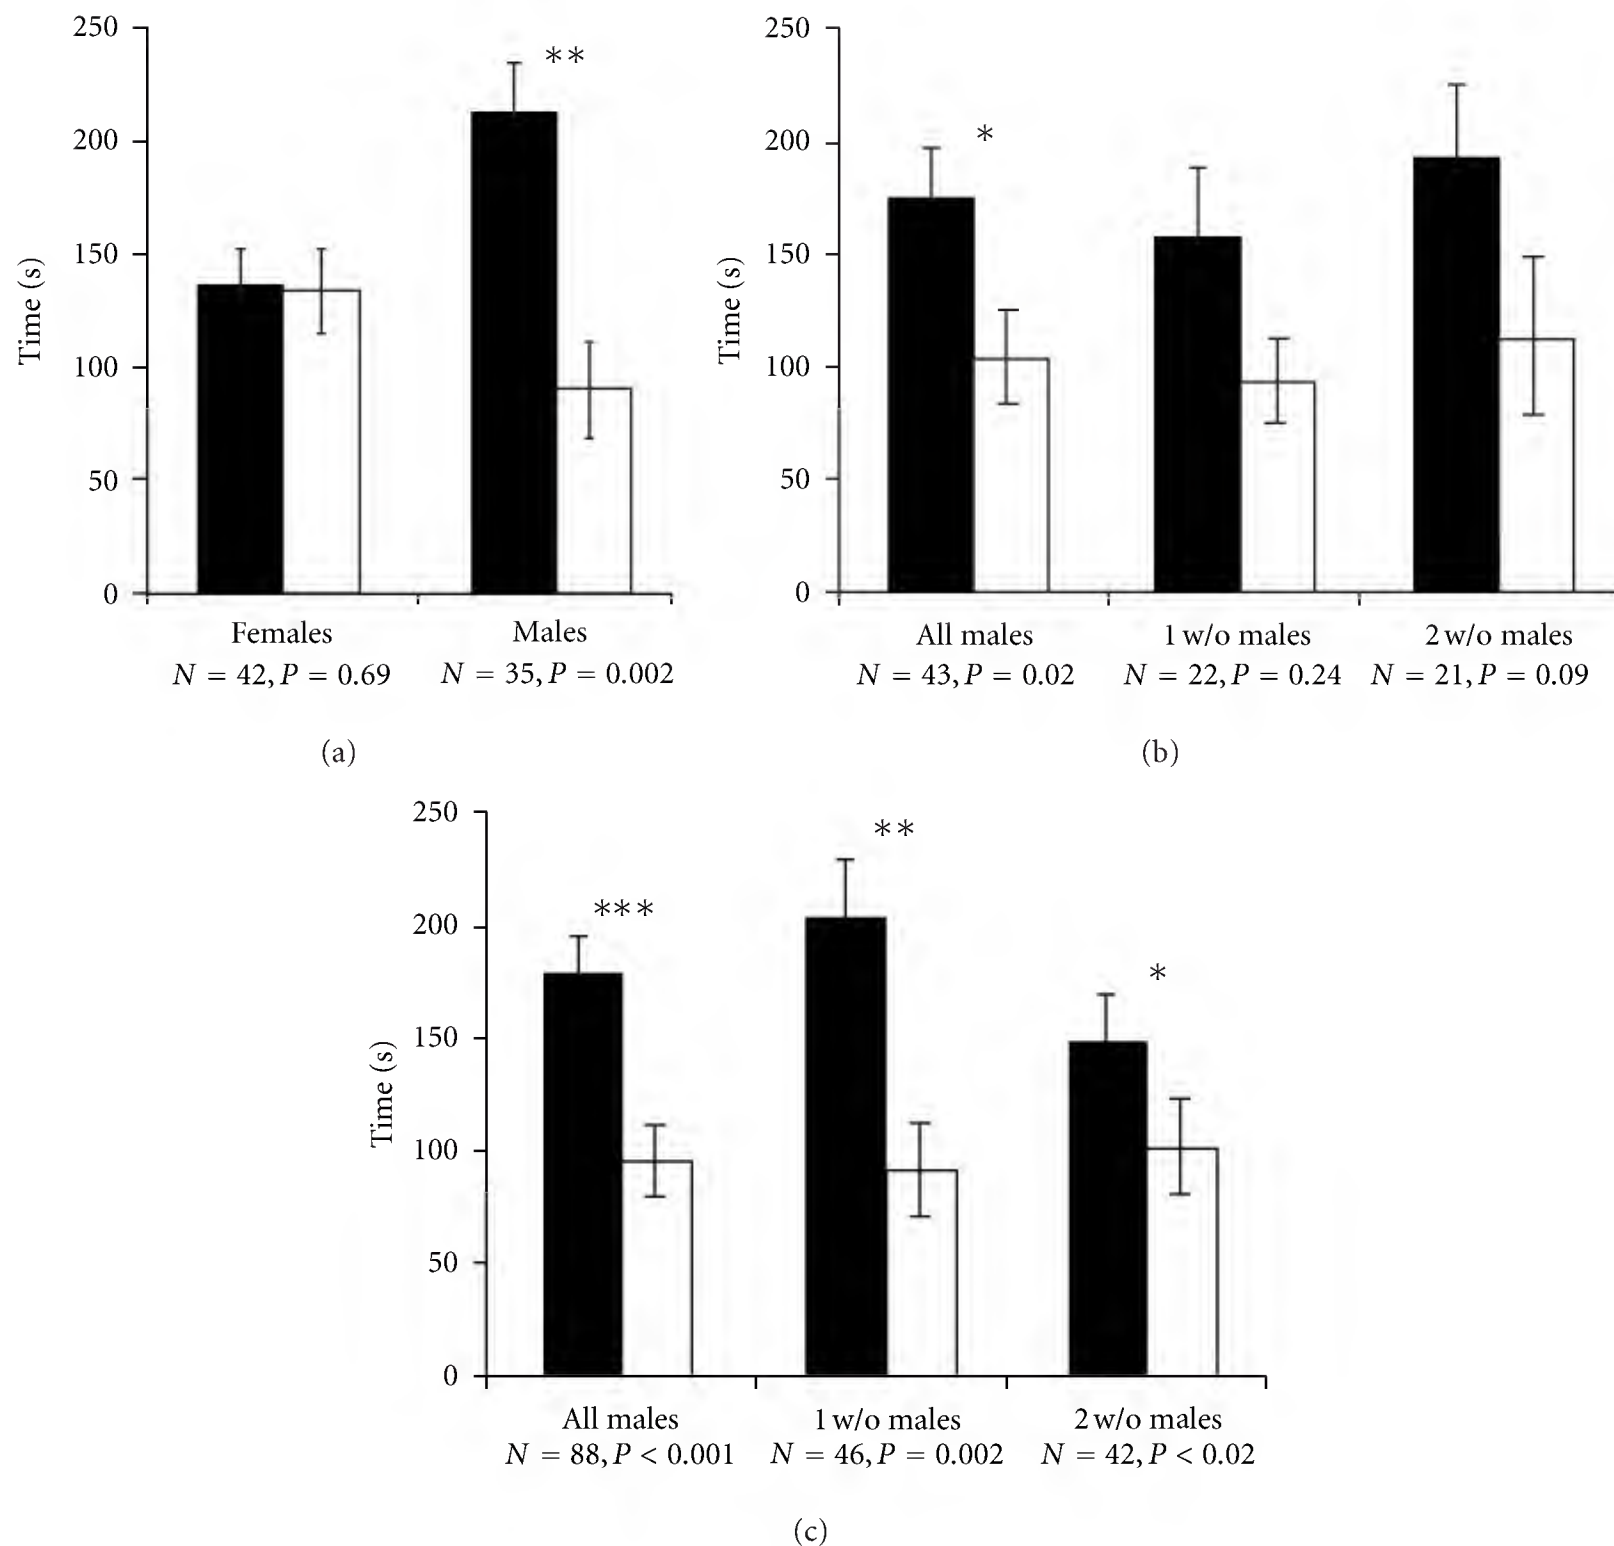 250
200
150
100
50
0
Time (s)
**
Females
Males
N = 42, P = 0.69
N = 35, P = 0.002
(a)
250
200
150
100
50
0
Time (s)
*
All males
1 w/o males
2 w/o males
N = 43, P = 0.02
N = 22, P = 0.24
N = 21, P = 0.09
(b)
250
200
150
100
50
0
Time (s)
***
**
*
All males
1 w/o males
2 w/o males
N = 88, P < 0.001
N = 46, P = 0.002
N = 42, P < 0.02
(c)